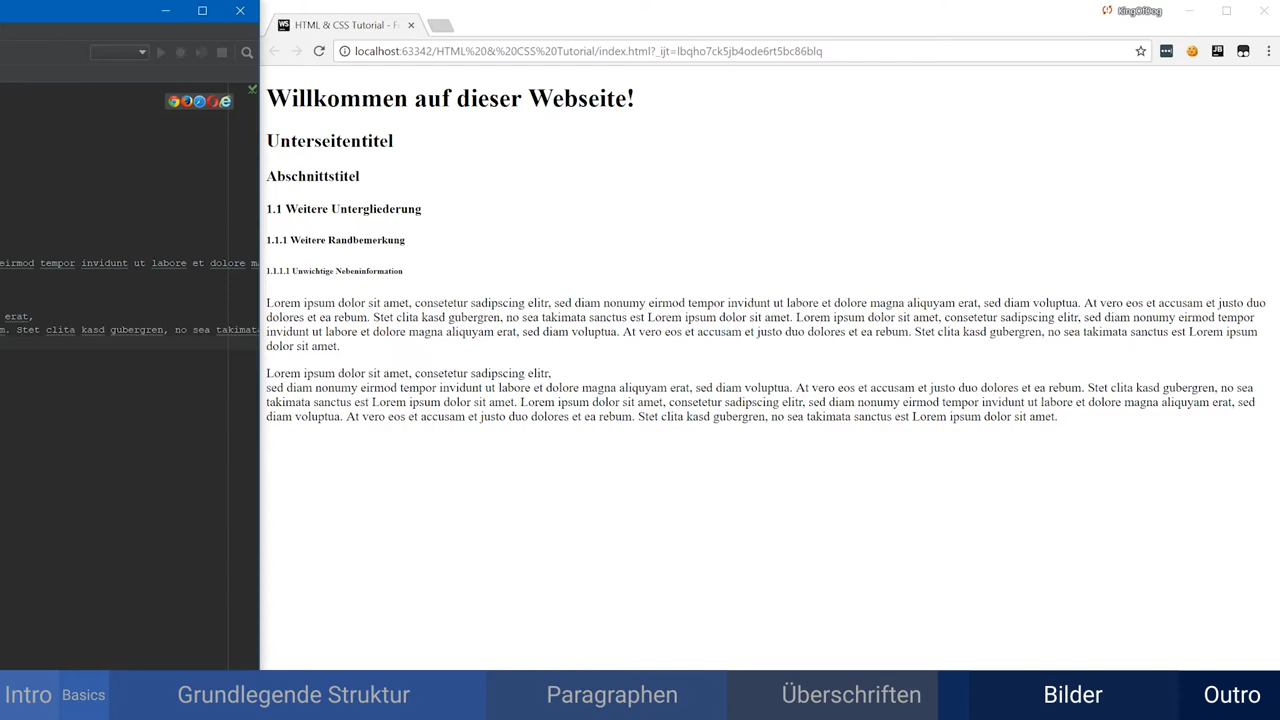 HTML & CSS Tutorial - F
KingOfDog
localhost:63342/HTML%20&%20CSS%20Tutorial/index.html?_ijt=lbqho7ck5jb4ode6rt5bc86blq
Willkommen auf dieser Webseite!
Unterseitentitel
Abschnittstitel
1.1 Weitere Untergliederung
1.1.1 Weitere Randbemerkung
1.1.1.1 Unwichtige Nebeninformation
eirmod tempor invidunt ut labore et dolore m
erat,
m. Stet clita kasd gubergren, no sea takimat
Lorem ipsum dolor sit amet, consetetur sadipscing elitr, sed diam nonumy eirmod tempor invidunt ut labore et dolore magna aliquyam erat, sed diam voluptua. At vero eos et accusam et justo duo
dolores et ea rebum. Stet clita kasd gubergren, no sea takimata sanctus est Lorem ipsum dolor sit amet. Lorem ipsum dolor sit amet, consetetur sadipscing elitr, sed diam nonumy eirmod tempor
invidunt ut labore et dolore magna aliquyam erat, sed diam voluptua. At vero eos et accusam et justo duo dolores et ea rebum. Stet clita kasd gubergren, no sea takimata sanctus est Lorem ipsum
dolor sit amet.
Lorem ipsum dolor sit amet, consetetur sadipscing elitr,
sed diam nonumy eirmod tempor invidunt ut labore et dolore magna aliquyam erat, sed diam voluptua. At vero eos et accusam et justo duo dolores et ea rebum. Stet clita kasd gubergren, no sea
takimata sanctus est Lorem ipsum dolor sit amet. Lorem ipsum dolor sit amet, consetetur sadipscing elitr, sed diam nonumy eirmod tempor invidunt ut labore et dolore magna aliquyam erat, sed
diam voluptua. At vero eos et accusam et justo duo dolores et ea rebum. Stet clita kasd gubergren, no sea takimata sanctus est Lorem ipsum dolor sit amet.
Intro Basics Grundlegende Struktur Paragraphen Überschriften Bilder Outro